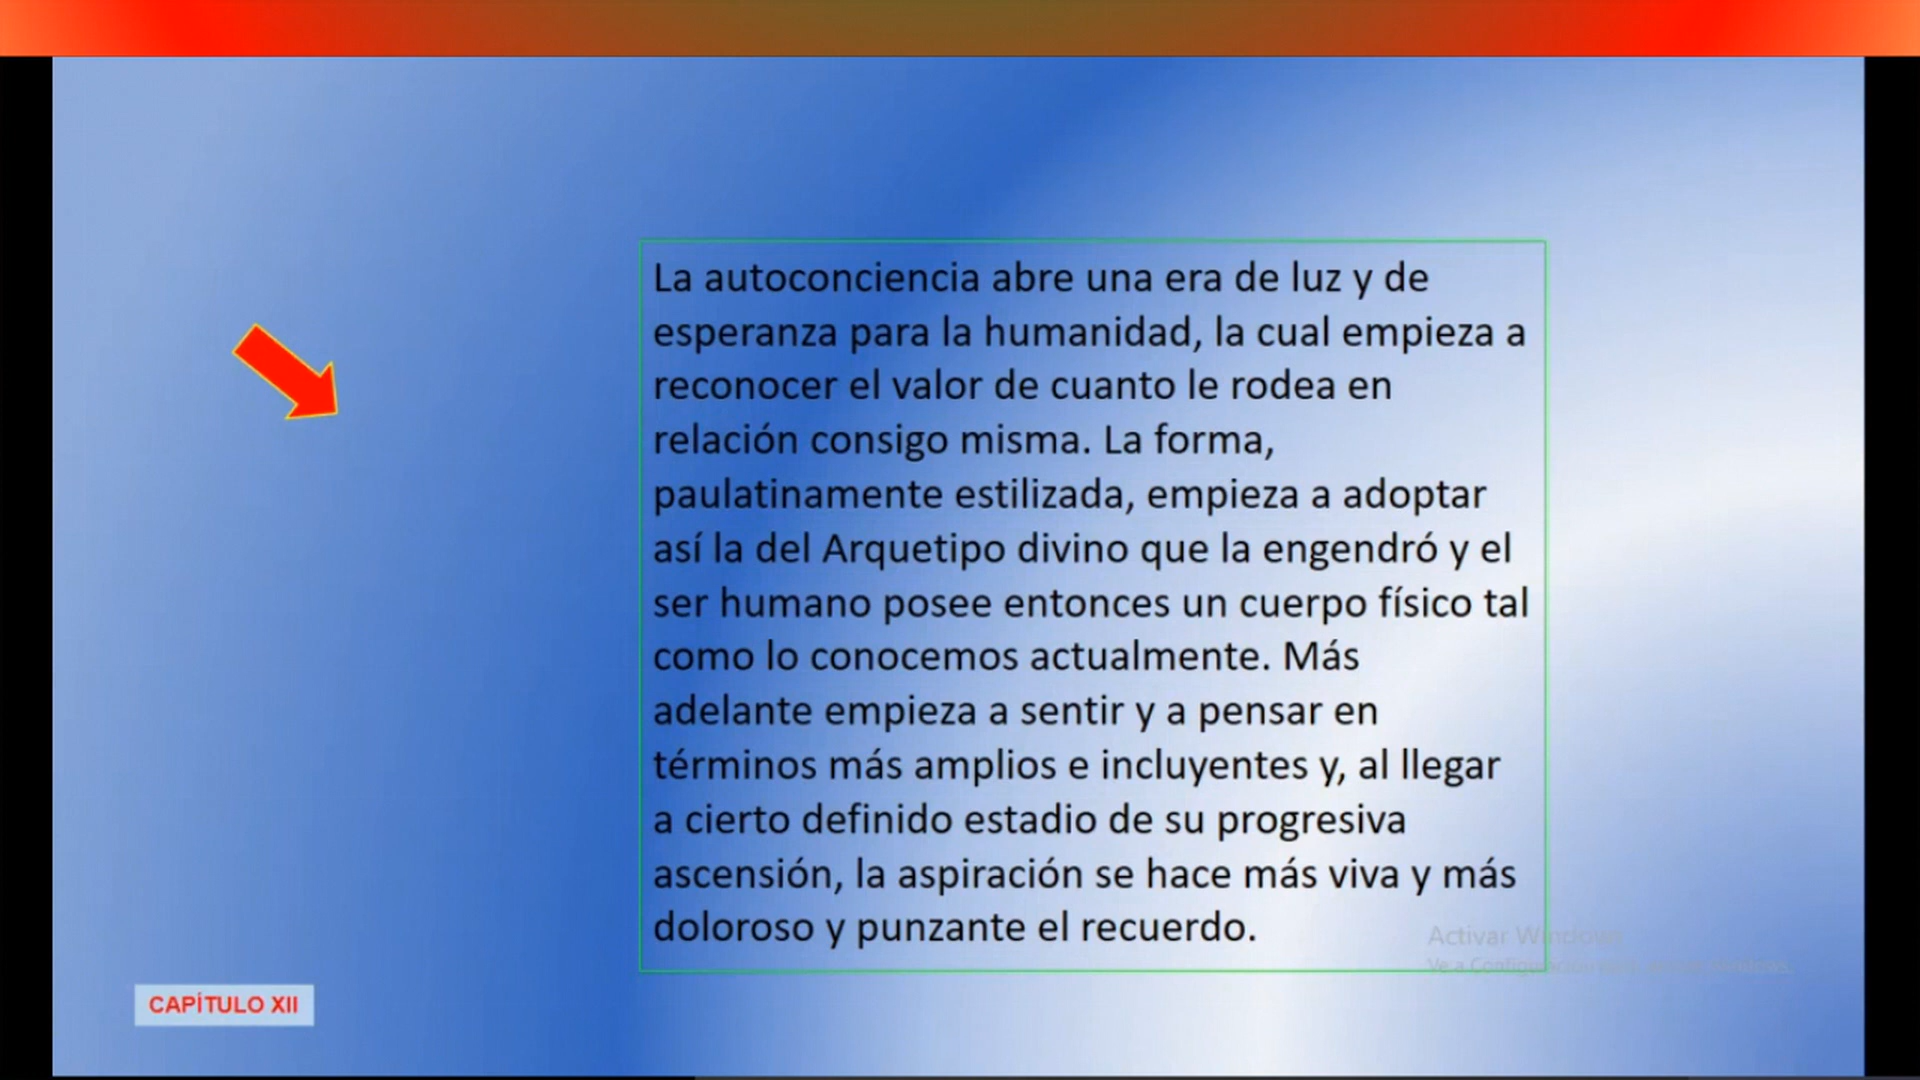 La autoconciencia abre una era de luz y de
esperanza para la humanidad, la cual empieza a
reconocer el valor de cuanto le rodea en
relación consigo misma. La forma,
paulatinamente estilizada, empieza a adoptar
así la del Arquetipo divino que la engendró y el
ser humano posee entonces un cuerpo físico tal
como lo conocemos actualmente. Más
adelante empieza a sentir y a pensar en
términos más amplios e incluyentes y, al llegar
a cierto definido estadio de su progresiva
ascensión, la aspiración se hace más viva y más
doloroso y punzante el recuerdo.
Activar Windows
Ve a Configuración
CAPÍTULO XII